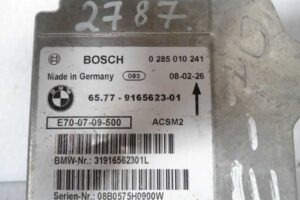 2787
BOSCH 0 285 010 241
Made in Germany 085 08-02-26
65.77 - 9165623-01
E70-07-09-500 ACSM2
BMW-Nr.: 31916562301L
Serien-Nr.: 08B0575H0900W